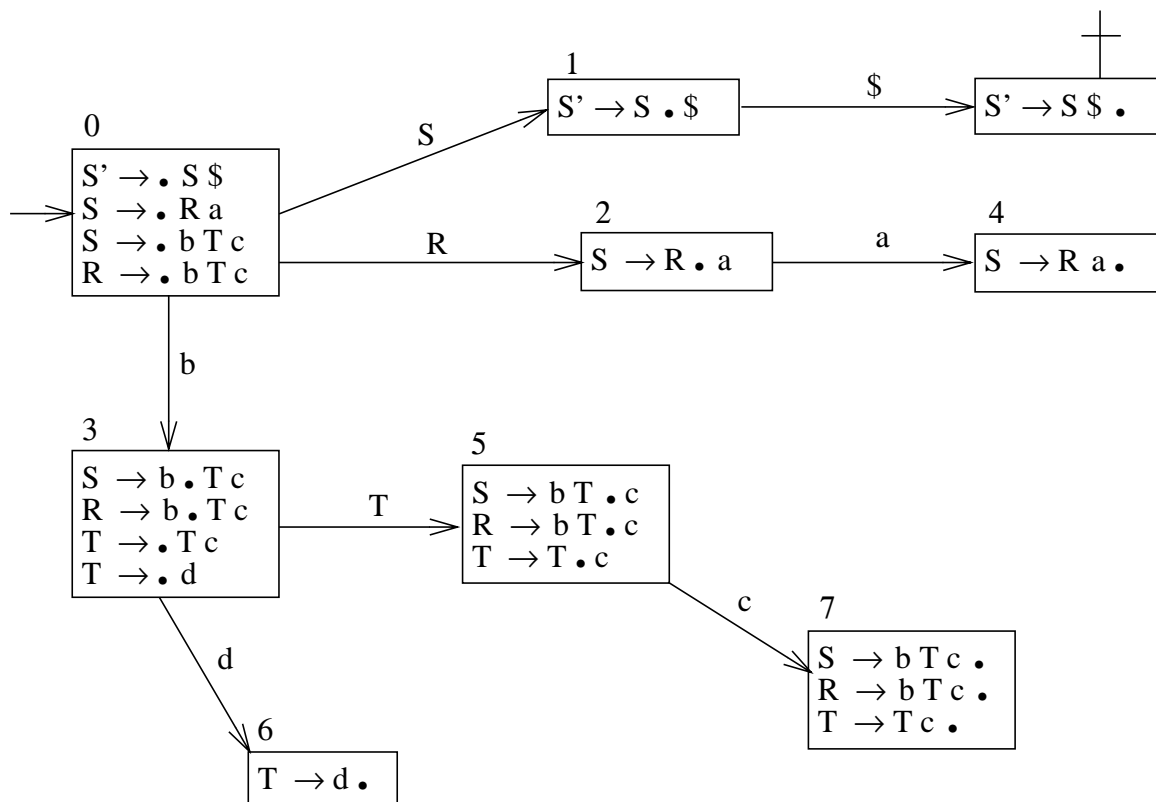 1
S' → S . $
$
S' → S $ .
0
S' → . S $
S → . R a
S → . b T c
R → . b T c
S
R
2
S → R . a
a
4
S → R a .
b
3
S → b . T c
R → b . T c
T → . T c
T → . d
T
5
S → b T . c
R → b T . c
T → T . c
c
7
S → b T c .
R → b T c .
T → T c .
d
6
T → d .